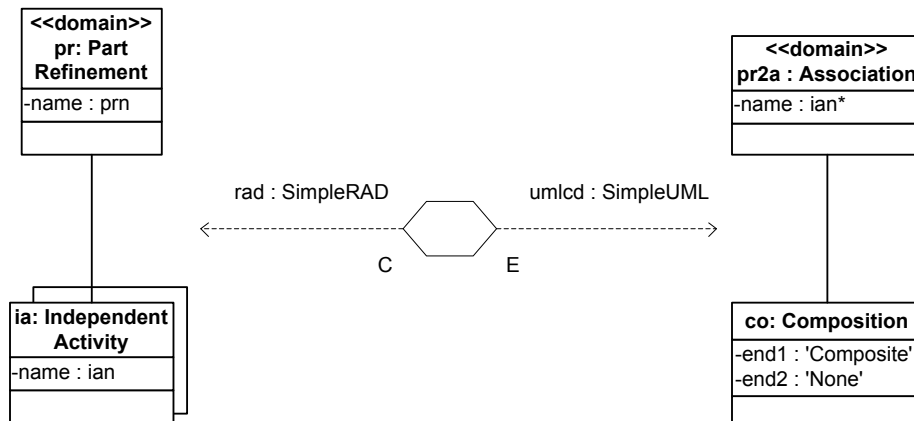 <<domain>>
pr: Part
Refinement
-name : prn
<<domain>>
pr2a : Association
-name : ian*
rad : SimpleRAD
umlcd : SimpleUML
C
E
ia: Independent
Activity
-name : ian
co: Composition
-end1 : 'Composite'
-end2 : 'None'